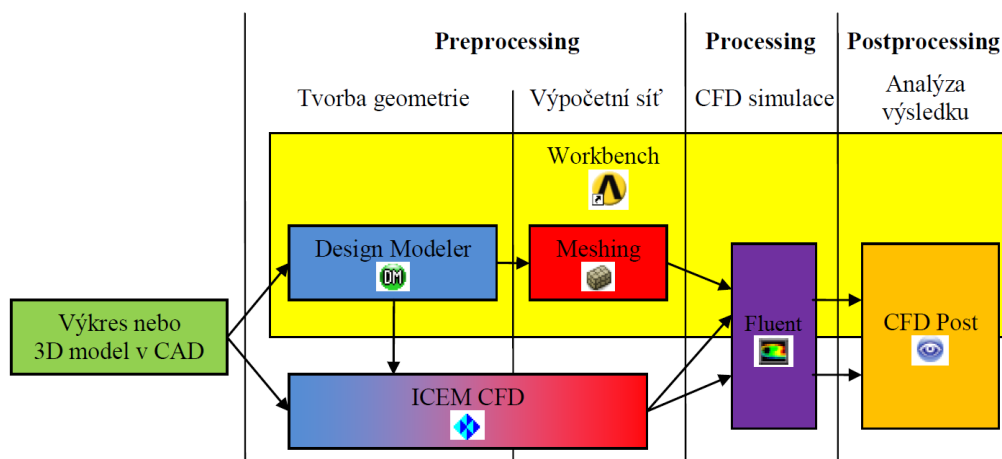 Preprocessing
Processing
Postprocessing
Tvorba geometrie
Výpočetní síť
CFD simulace
Analýza
výsledku
Workbench
Design Modeler
DM
Meshing
Výkres nebo
3D model v CAD
Fluent
CFD Post
ICEM CFD